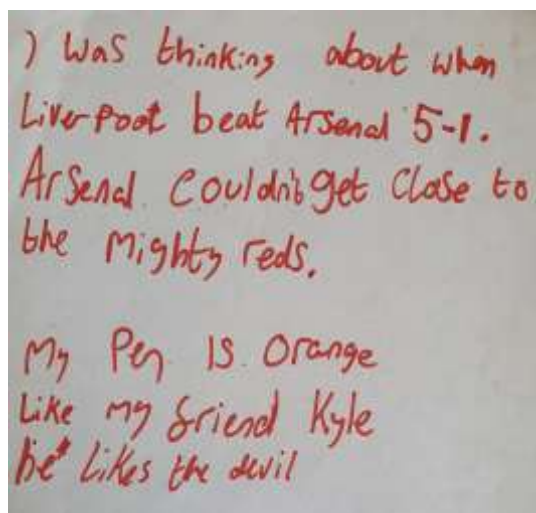 I was thinking about when
Liverpool beat Arsenal 5-1.
Arsenal couldn't get close to
the mighty reds.
My Pen is Orange
Like my friend Kyle
he likes the devil